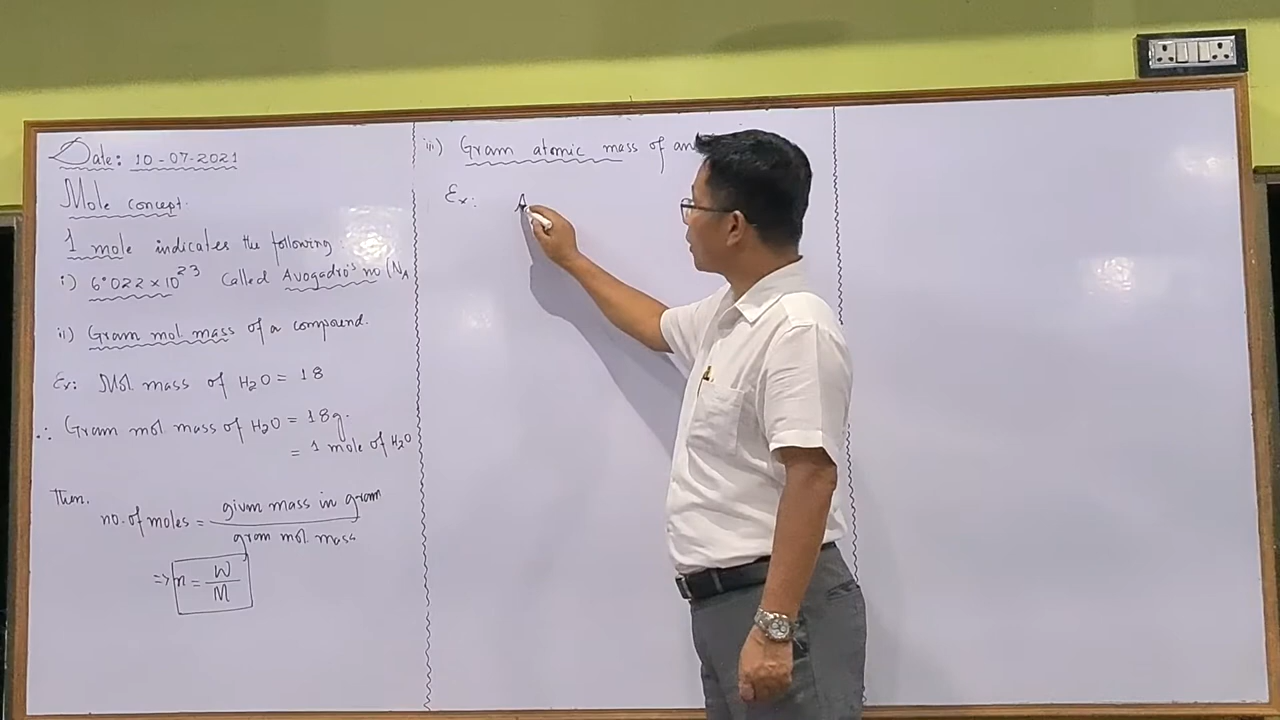 Date: 10-07-2021
Mole concept.
1 mole indicates the following:
i) 6.022 × 10²³ called Avogadro's no (N_A
ii) Gram mol mass of a compound.
Ex: Mol mass of H₂O = 18
∴ Gram mol mass of H₂O = 18g.
= 1 mole of H₂O
Then.
no. of moles = given mass in gram / gram mol mass
=> n = W / M
iii) Gram atomic mass of an
Ex: A